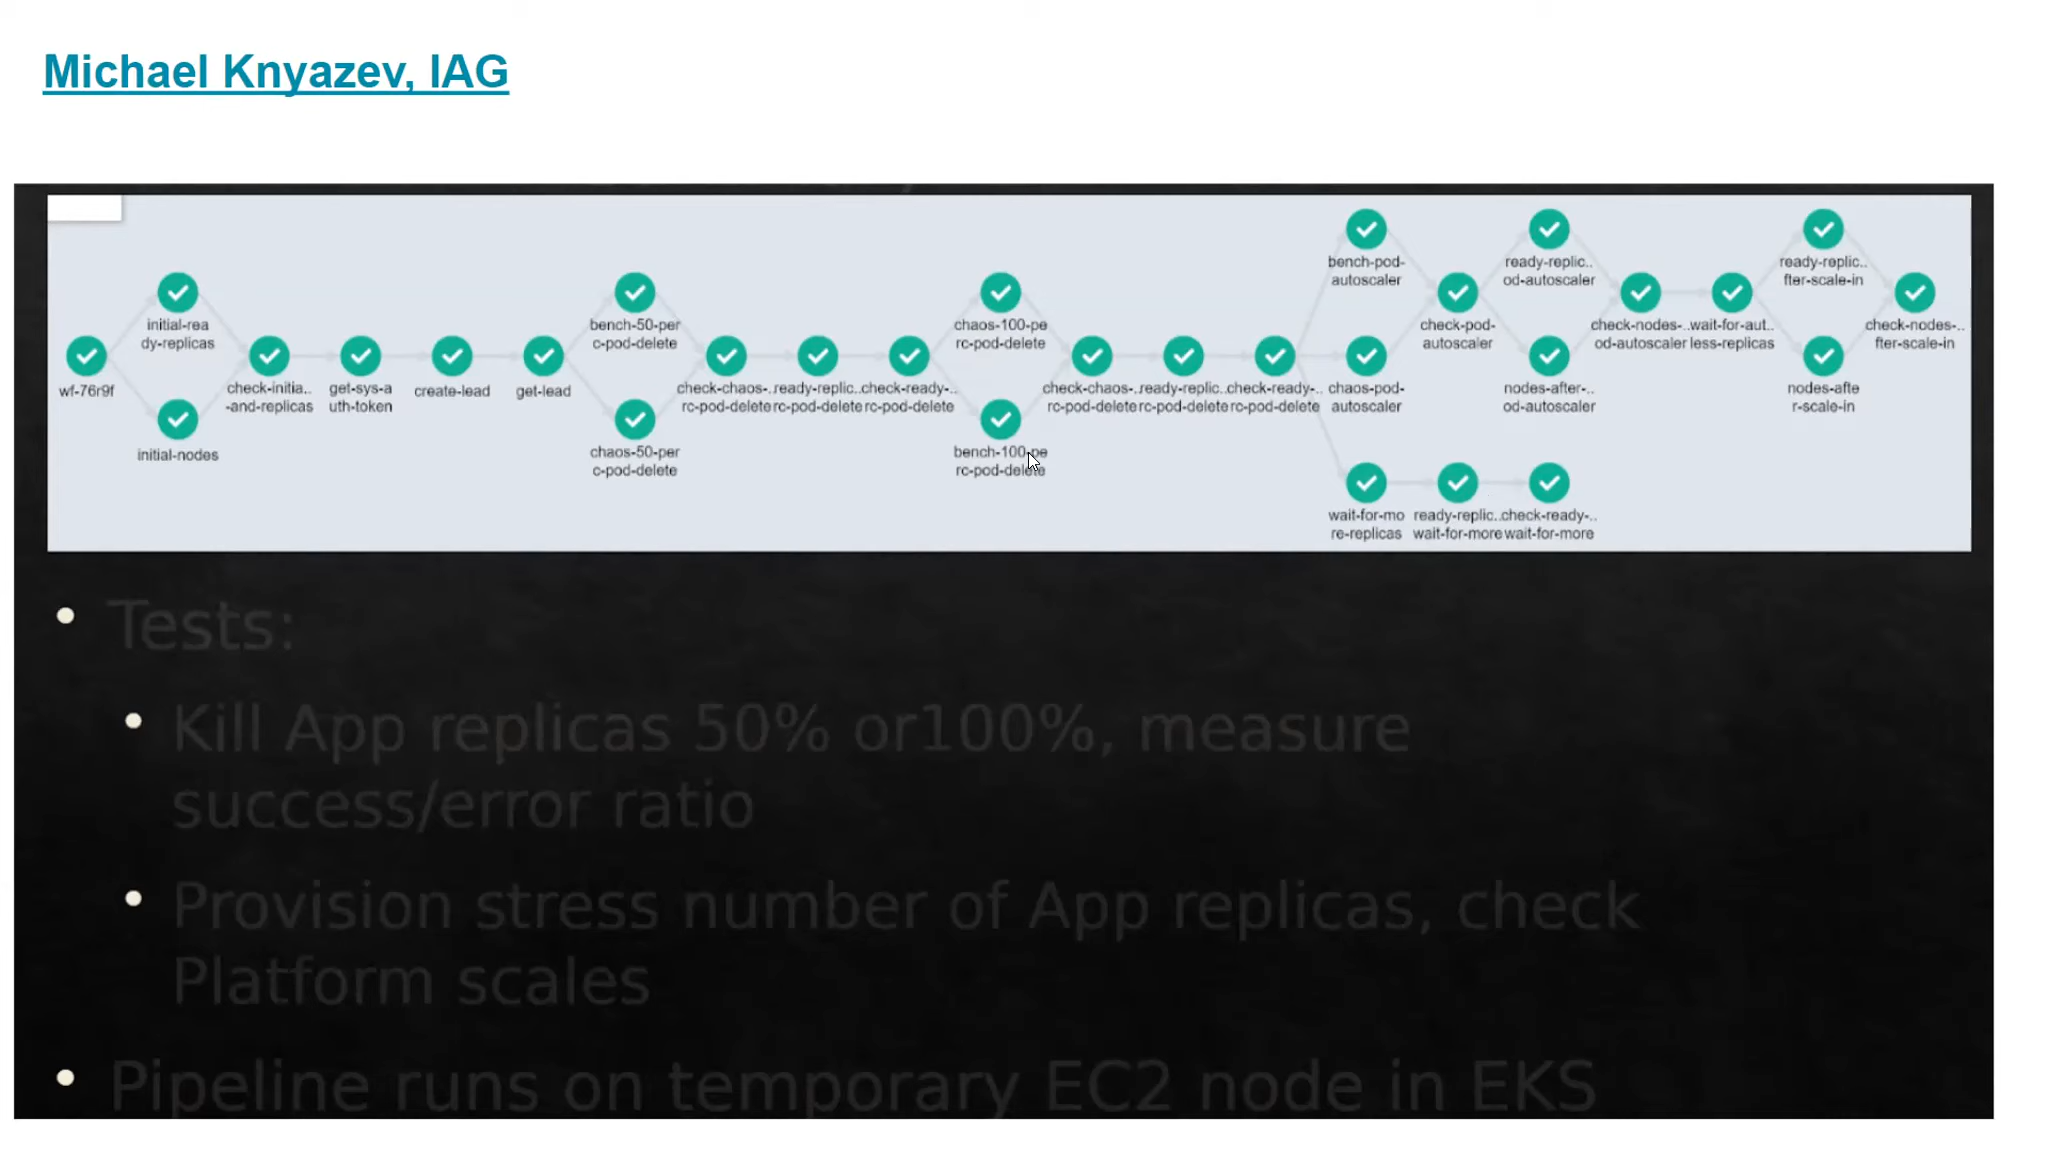 Michael Knyazev, IAG
bench-pod-
autoscaler
ready-replic..
od-autoscaler
ready-replic..
fter-scale-in
initial-rea
dy-replicas
bench-50-per
c-pod-delete
chaos-100-pe
rc-pod-delete
check-pod-
autoscaler
check-nodes-..
od-autoscaler
wait-for-aut..
less-replicas
check-nodes-..
fter-scale-in
wf-76r9f
check-initia..
-and-replicas
get-sys-a
uth-token
create-lead
get-lead
check-chaos-..
rc-pod-delete
ready-replic..
rc-pod-delete
check-ready-..
rc-pod-delete
check-chaos-..
rc-pod-delete
ready-replic..
rc-pod-delete
check-ready-..
rc-pod-delete
chaos-pod-
autoscaler
nodes-after-..
od-autoscaler
nodes-afte
r-scale-in
initial-nodes
chaos-50-per
c-pod-delete
bench-100-pe
rc-pod-delete
wait-for-mo
re-replicas
ready-replic..
wait-for-more
check-ready-..
wait-for-more
Tests:
Kill App replicas 50% or100%, measure
success/error ratio
Provision stress number of App replicas, check
Platform scales
Pipeline runs on temporary EC2 node in EKS